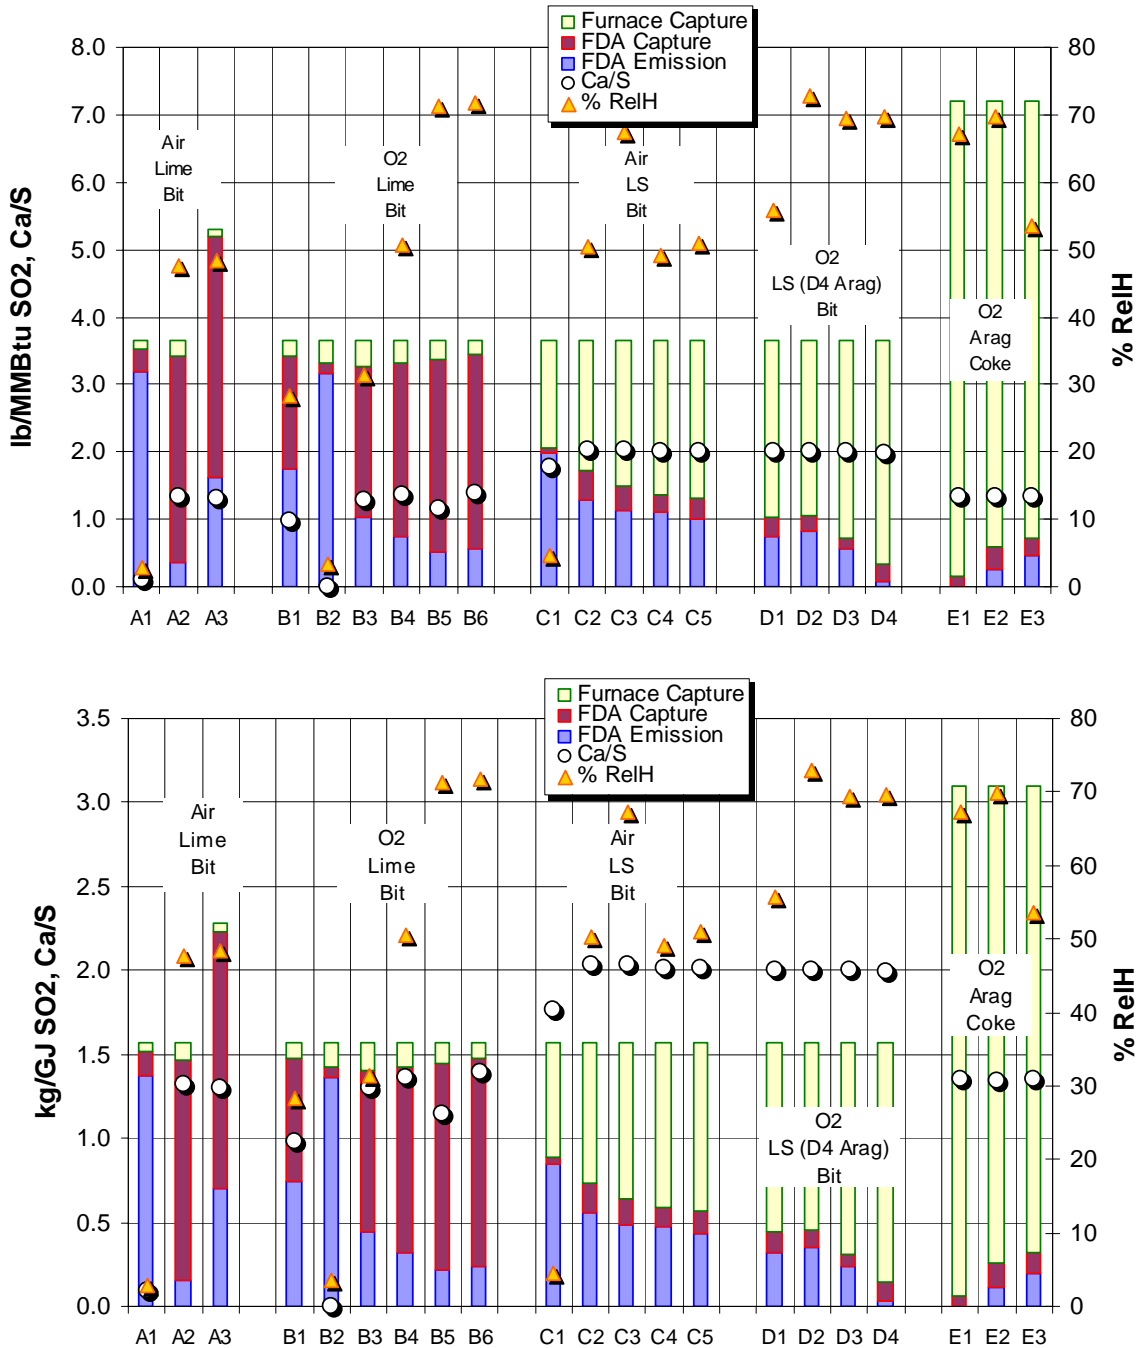 Furnace Capture
FDA Capture
FDA Emission
Ca/S
% RelH
8.0
7.0
6.0
5.0
4.0
3.0
2.0
1.0
0.0
lb/MMBtu SO2, Ca/S
80
70
60
50
40
30
20
10
0
% RelH
Air
Lime
Bit
O2
Lime
Bit
Air
LS
Bit
O2
LS (D4 Arag)
Bit
O2
Arag
Coke
A1 A2 A3 B1 B2 B3 B4 B5 B6 C1 C2 C3 C4 C5 D1 D2 D3 D4 E1 E2 E3
Furnace Capture
FDA Capture
FDA Emission
Ca/S
% RelH
3.5
3.0
2.5
2.0
1.5
1.0
0.5
0.0
kg/GJ SO2, Ca/S
80
70
60
50
40
30
20
10
0
% RelH
Air
Lime
Bit
O2
Lime
Bit
Air
LS
Bit
O2
LS (D4 Arag)
Bit
O2
Arag
Coke
A1 A2 A3 B1 B2 B3 B4 B5 B6 C1 C2 C3 C4 C5 D1 D2 D3 D4 E1 E2 E3